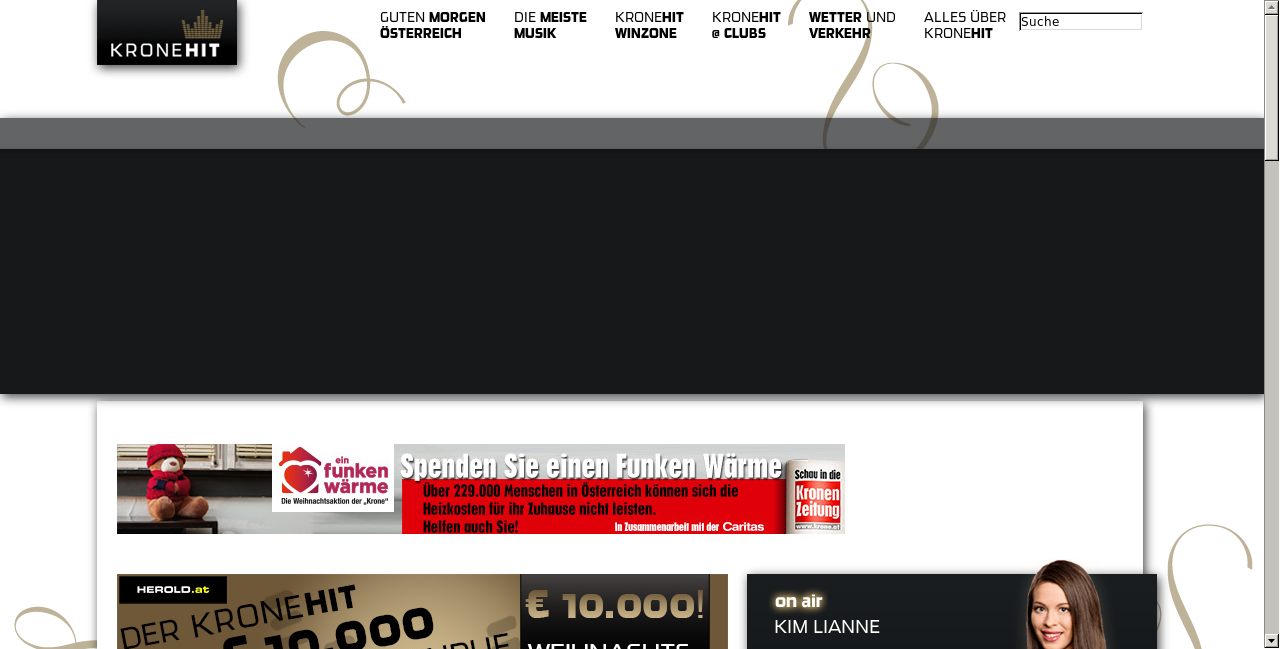 KRONEHIT
GUTEN MORGEN
ÖSTERREICH
DIE MEISTE
MUSIK
KRONEHIT
WINZONE
KRONEHIT
@ CLUBS
WETTER UND
VERKEHR
ALLES ÜBER
KRONEHIT
Suche
ein
funken
wärme
Die Weihnachtsaktion der „Krone"
Spenden Sie einen Funken Wärme
Über 229.000 Menschen in Österreich können sich die
Heizkosten für ihr Zuhause nicht leisten.
Helfen auch Sie!
In Zusammenarbeit mit der Caritas
Schau in die
Kronen
Zeitung
www.krone.at
HEROLD.at
DER KRONEHIT
€ 10.000
€ 10.000!
WEIHNACHTS
on air
KIM LIANNE